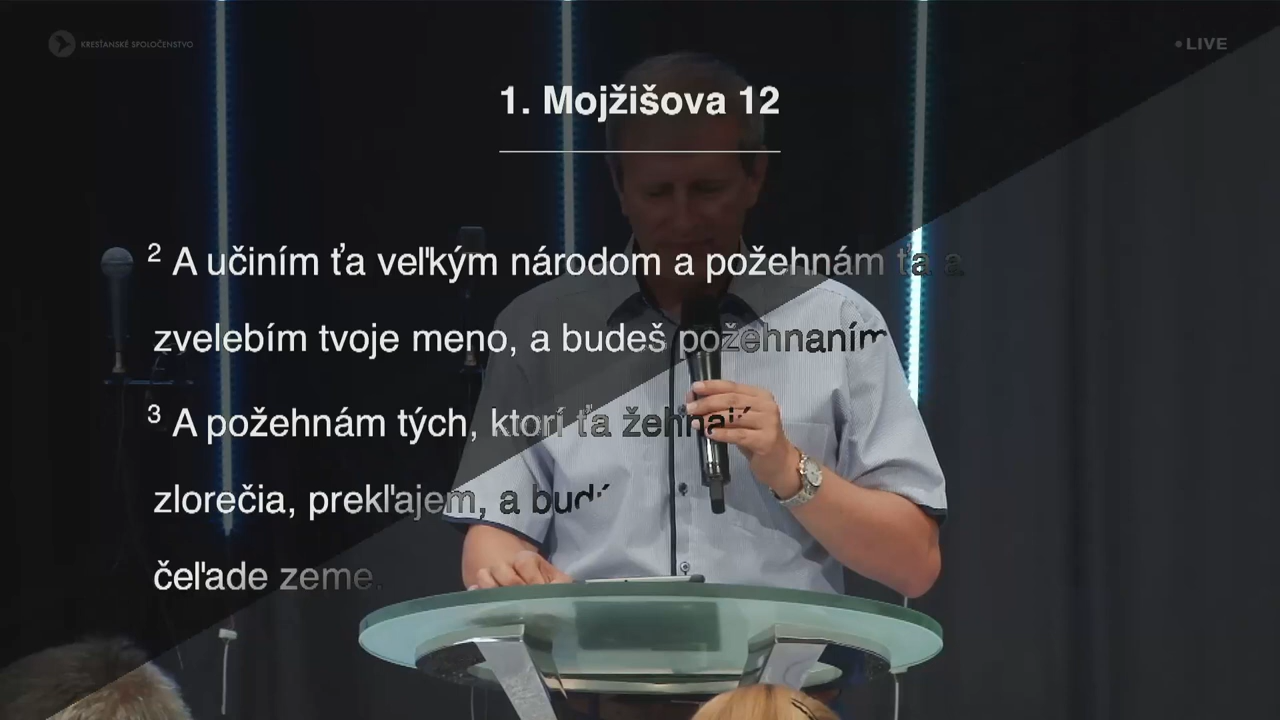 KRESŤANSKÉ SPOLOČENSTVO
LIVE
1. Mojžišova 12
2 A učiním ťa veľkým národom a požehnám ťa a
zvelebím tvoje meno, a budeš požehnaním
3 A požehnám tých, ktorí ťa žehnajú
zlorečia, prekľajem, a budú
čeľade zeme.